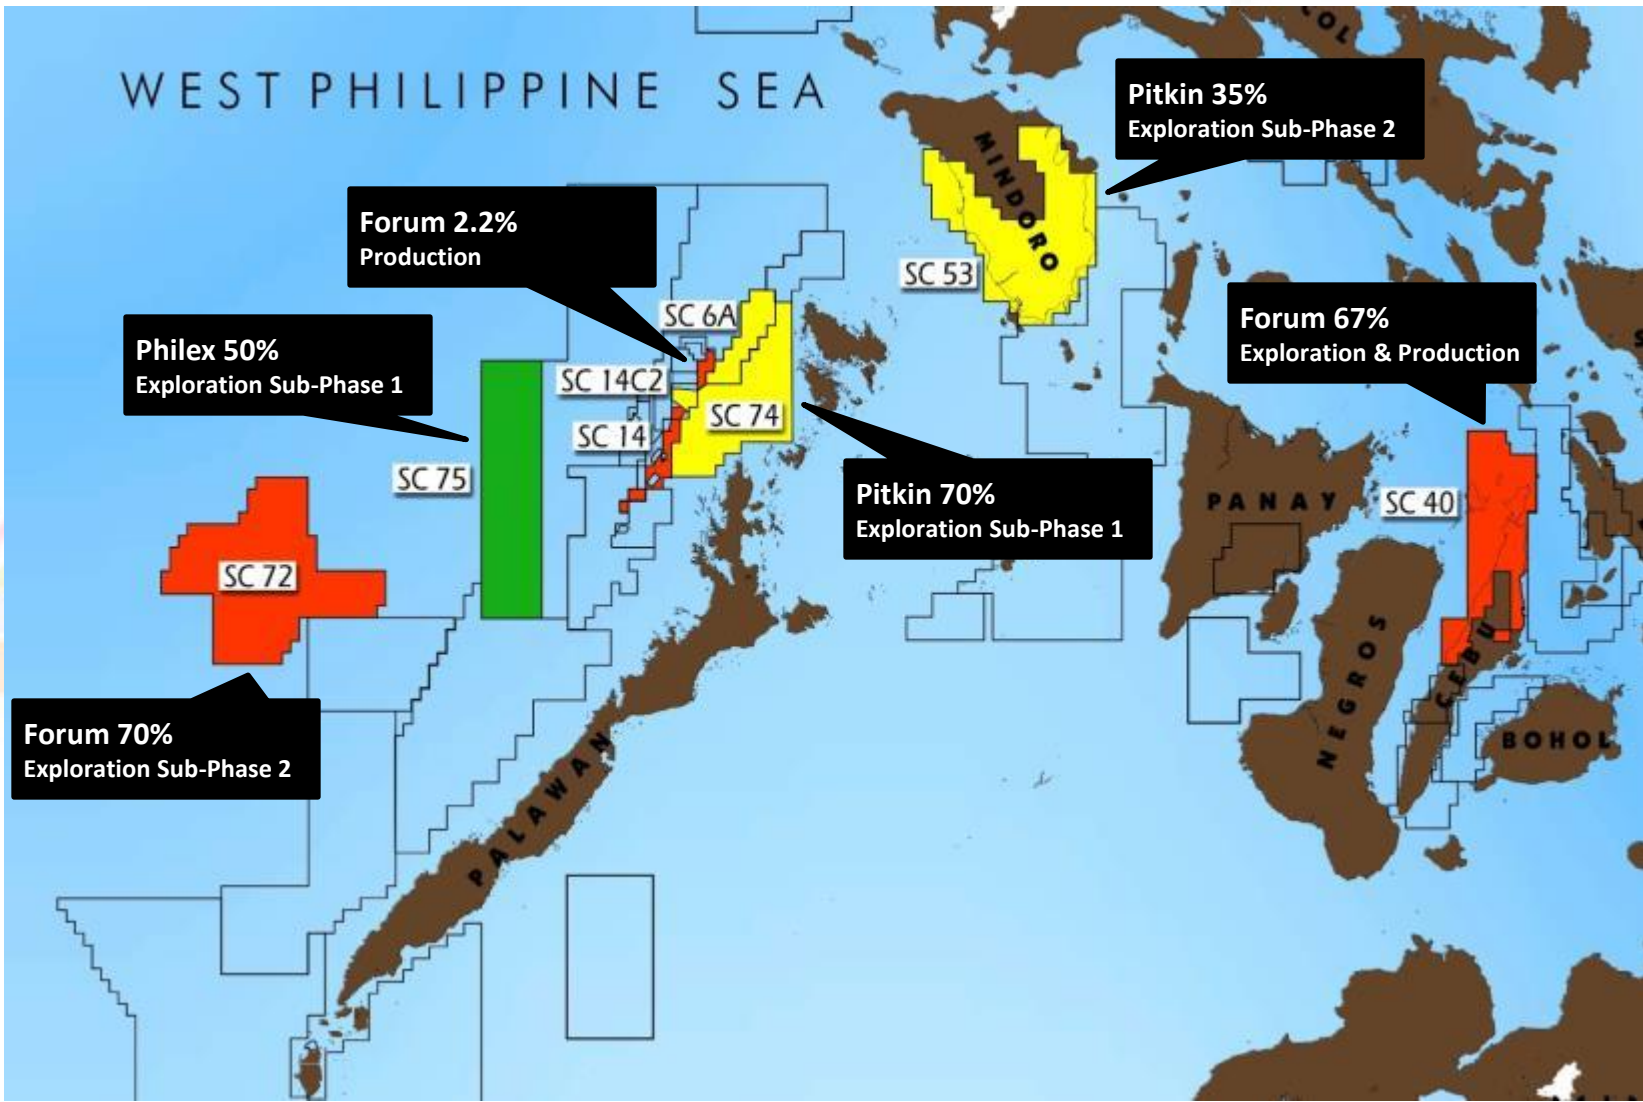 WEST PHILIPPINE SEA
COL
Pitkin 35%
Exploration Sub-Phase 2
MINDORO
Forum 2.2%
Production
SC 53
SC 6A
Forum 67%
Exploration & Production
Philex 50%
Exploration Sub-Phase 1
SC 14C2
SC 74
SC 14
SC 75
Pitkin 70%
Exploration Sub-Phase 1
PANAY
SC 40
SC 72
NEGROS
CEBU
Forum 70%
Exploration Sub-Phase 2
BOHOL
PALAWAN